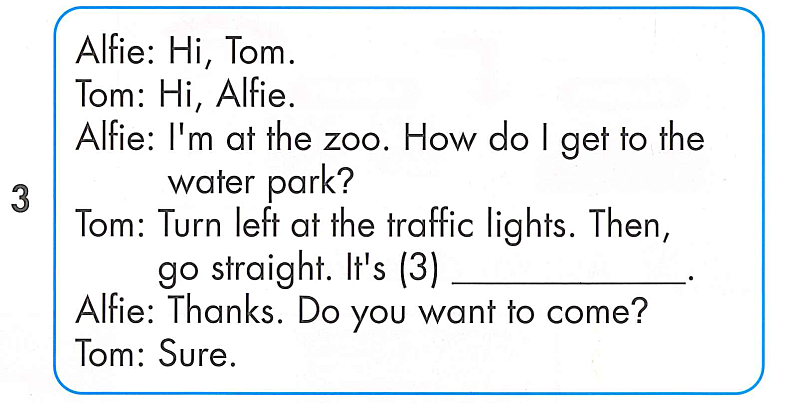 Alfie: Hi, Tom.
Tom: Hi, Alfie.
Alfie: I'm at the zoo. How do I get to the
water park?
3
Tom: Turn left at the traffic lights. Then,
go straight. It's (3) ____________.
Alfie: Thanks. Do you want to come?
Tom: Sure.